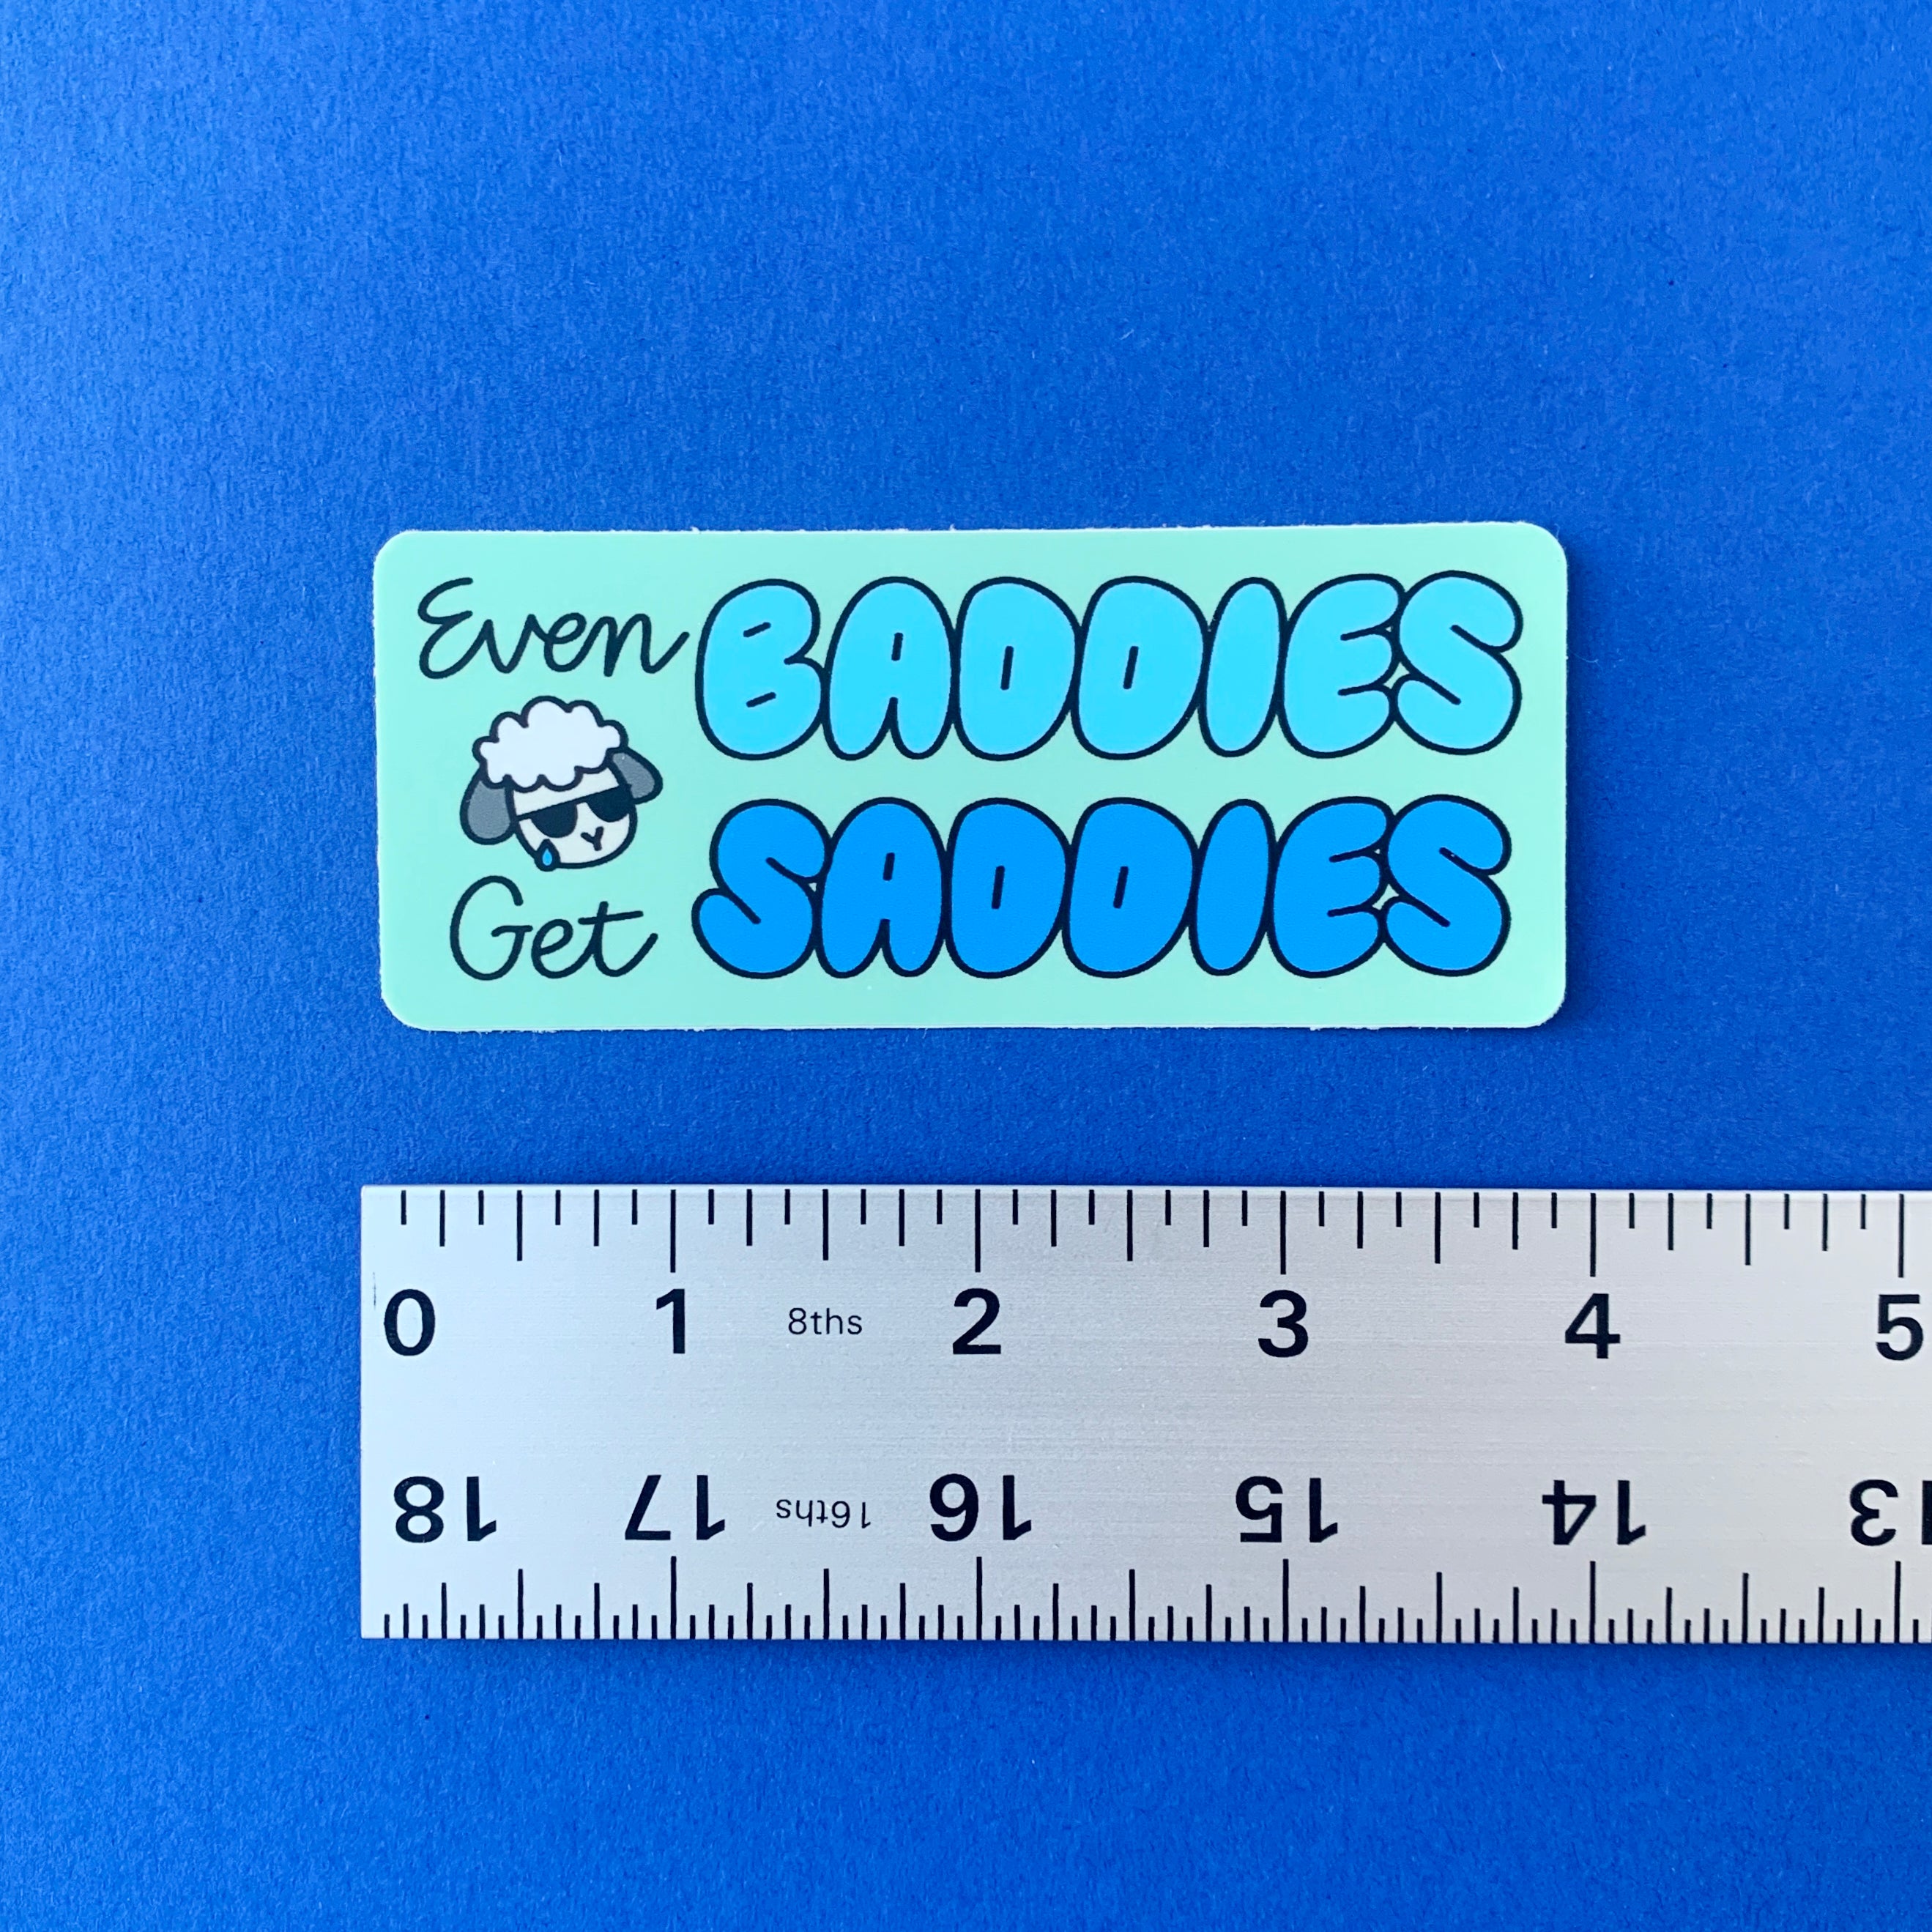 Even BADDIES
Get SADDIES
0 1 8ths 2 3 4 5
18 17 16ths 16 15 14 13